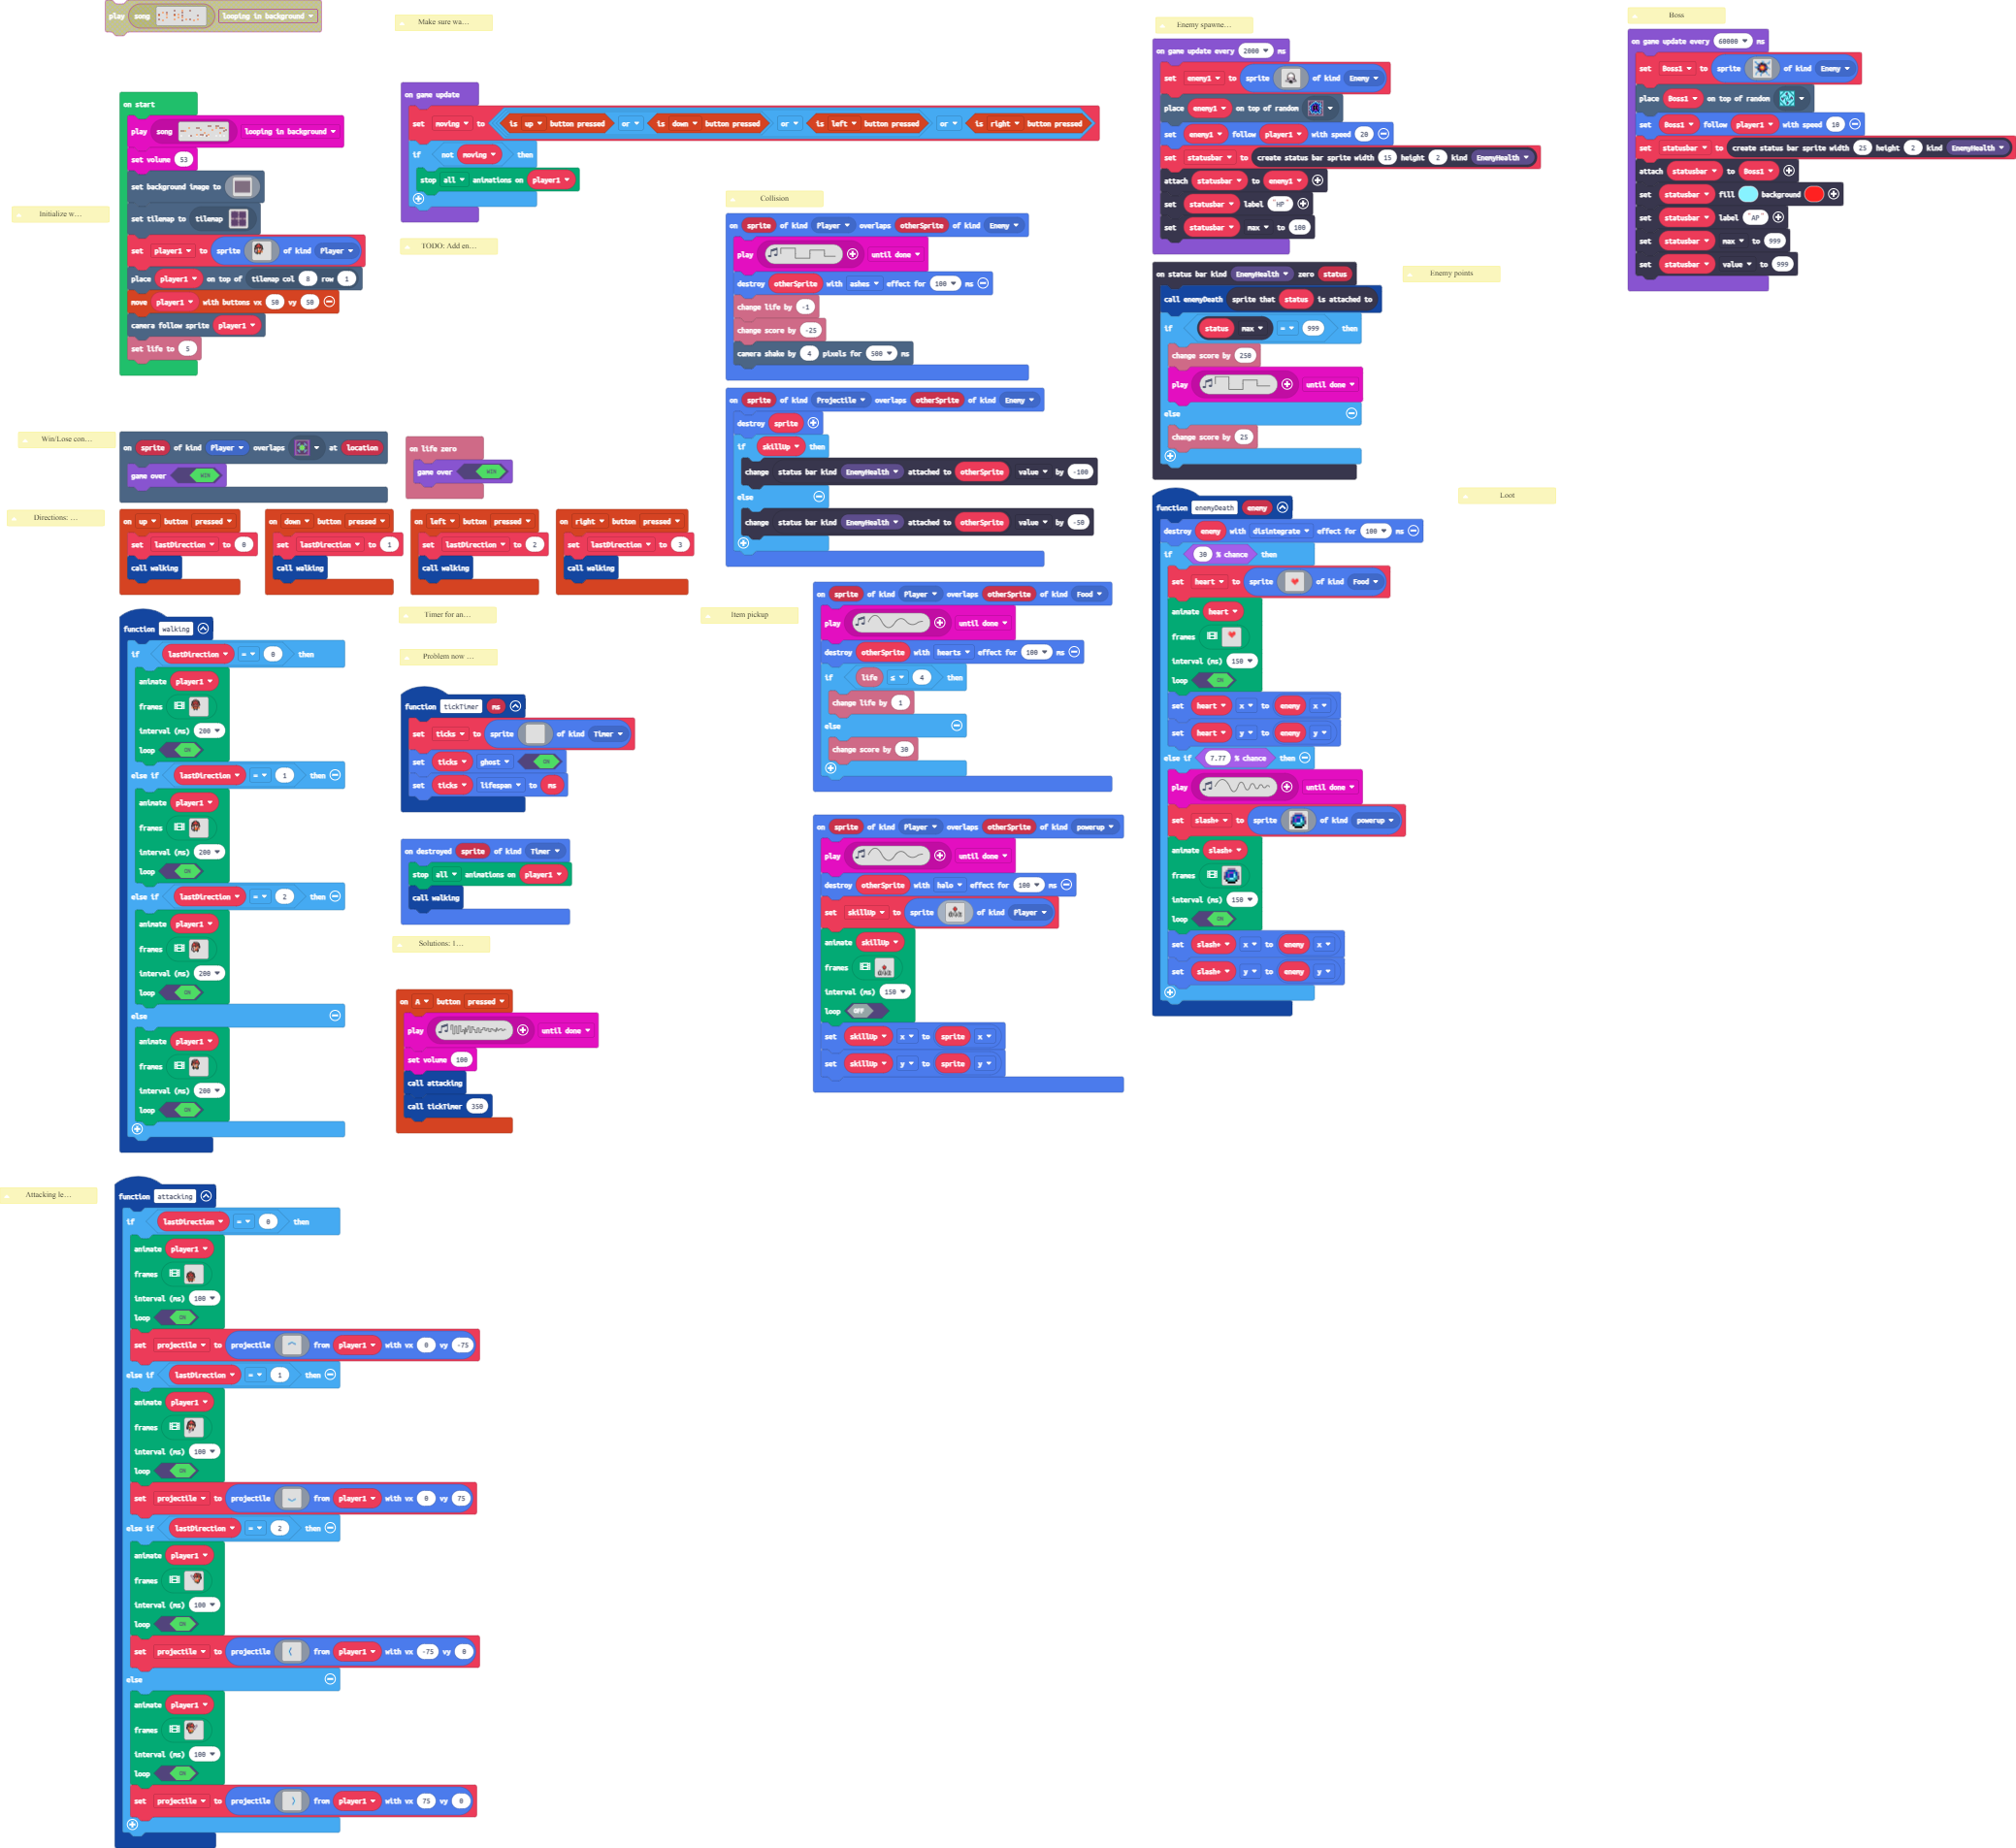 play song looping in background
Make sure wa…
Enemy spawne…
Boss
on start
play song looping in background
set volume 53
set background image to
set tilemap to tilemap
set player1 to sprite of kind Player
place player1 on top of tilemap col 0 row 1
move player1 with buttons vx 50 vy 50
camera follow sprite player1
set life to 5
Initialize w…
on game update
set moving to is up button pressed or is down button pressed or is left button pressed or is right button pressed
if not moving then
stop all animations on player1
TODO: Add en…
Collision
on sprite of kind Player overlaps otherSprite of kind Enemy
play until done
destroy otherSprite with ashes effect for 100 ms
change life by -1
change score by -25
camera shake by 4 pixels for 500 ms
on sprite of kind Projectile overlaps otherSprite of kind Enemy
destroy sprite
if skillUp then
change status bar kind EnemyHealth attached to otherSprite value by -100
else
change status bar kind EnemyHealth attached to otherSprite value by -50
on game update every 2000 ms
set enemy1 to sprite of kind Enemy
place enemy1 on top of random
set enemy1 follow player1 with speed 20
set statusbar to create status bar sprite width 15 height 2 kind EnemyHealth
attach statusbar to enemy1
set statusbar label "HP"
set statusbar max to 100
on game update every 60000 ms
set Boss1 to sprite of kind Enemy
place Boss1 on top of random
set Boss1 follow player1 with speed 10
set statusbar to create status bar sprite width 25 height 2 kind EnemyHealth
attach statusbar to Boss1
set statusbar fill background
set statusbar label "AP"
set statusbar max to 999
set statusbar value to 999
on status bar kind EnemyHealth zero status
Enemy points
call enemyDeath sprite that status is attached to
if status max = 999 then
change score by 250
play until done
else
change score by 25
Win/Lose con…
on sprite of kind Player overlaps at location
game over WIN
on life zero
game over WIN
Directions: …
on up button pressed
set lastDirection to 0
call walking
on down button pressed
set lastDirection to 1
call walking
on left button pressed
set lastDirection to 2
call walking
on right button pressed
set lastDirection to 3
call walking
function walking
if lastDirection = 0 then
animate player1
frames
interval (ms) 200
loop ON
else if lastDirection = 1 then
animate player1
frames
interval (ms) 200
loop ON
else if lastDirection = 2 then
animate player1
frames
interval (ms) 200
loop ON
else
animate player1
frames
interval (ms) 200
loop ON
Timer for an…
Problem now …
function tickTimer ms
set ticks to sprite of kind Timer
set ticks ghost ON
set ticks lifespan to ms
on destroyed sprite of kind Timer
stop all animations on player1
call walking
Solutions: 1…
on A button pressed
play until done
set volume 100
call attacking
call tickTimer 350
Item pickup
on sprite of kind Player overlaps otherSprite of kind Food
play until done
destroy otherSprite with hearts effect for 100 ms
if life ≤ 4 then
change life by 1
else
change score by 30
on sprite of kind Player overlaps otherSprite of kind powerup
play until done
destroy otherSprite with halo effect for 100 ms
set skillUp to sprite of kind Player
animate skillUp
frames
interval (ms) 150
loop OFF
set skillUp x to sprite x
set skillUp y to sprite y
Loot
function enemyDeath enemy
destroy enemy with disintegrate effect for 100 ms
if 30 % chance then
set heart to sprite of kind Food
animate heart
frames
interval (ms) 150
loop ON
set heart x to enemy x
set heart y to enemy y
else if 7.77 % chance then
play until done
set slash+ to sprite of kind powerup
animate slash+
frames
interval (ms) 150
loop ON
set slash+ x to enemy x
set slash+ y to enemy y
Attacking le…
function attacking
if lastDirection = 0 then
animate player1
frames
interval (ms) 100
loop ON
set projectile to projectile from player1 with vx 0 vy -75
else if lastDirection = 1 then
animate player1
frames
interval (ms) 100
loop ON
set projectile to projectile from player1 with vx 0 vy 75
else if lastDirection = 2 then
animate player1
frames
interval (ms) 100
loop ON
set projectile to projectile from player1 with vx -75 vy 0
else
animate player1
frames
interval (ms) 100
loop ON
set projectile to projectile from player1 with vx 75 vy 0